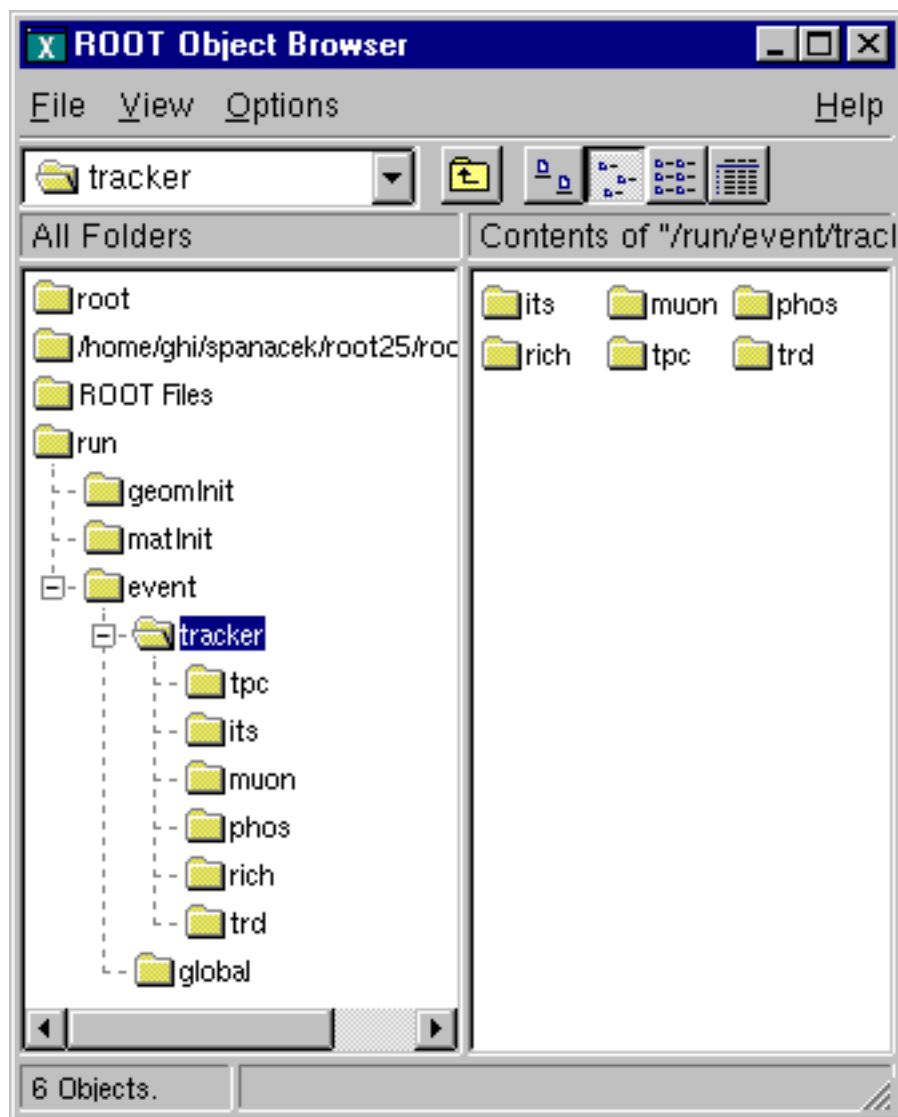 ROOT Object Browser
File View Options Help
tracker
All Folders Contents of "/run/event/tracl
root
/home/ghi/spanacek/root25/roc
ROOT Files
run
geomInit
matInit
event
tracker
tpc
its
muon
phos
rich
trd
global
its muon phos
rich tpc trd
6 Objects.